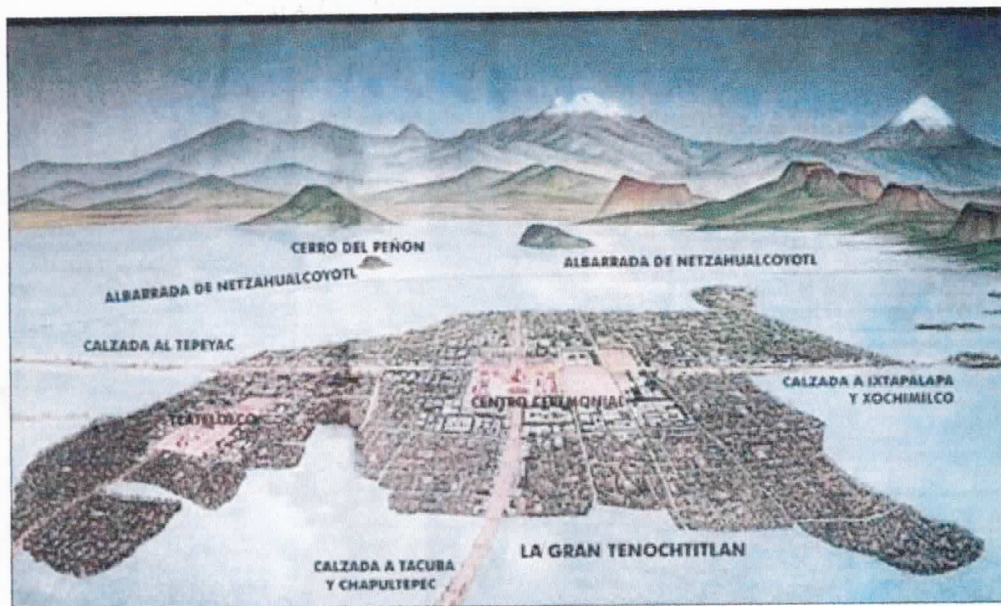 CERRO DEL PEÑON
ALBARRADA DE NETZAHUALCOYOTL
ALBARRADA DE NETZAHUALCOYOTL
CALZADA AL TEPEYAC
CALZADA A IXTAPALAPA
Y XOCHIMILCO
CENTRO CEREMONIAL
TLATELOLCO
LA GRAN TENOCHTITLAN
CALZADA A TACUBA
Y CHAPULTEPEC